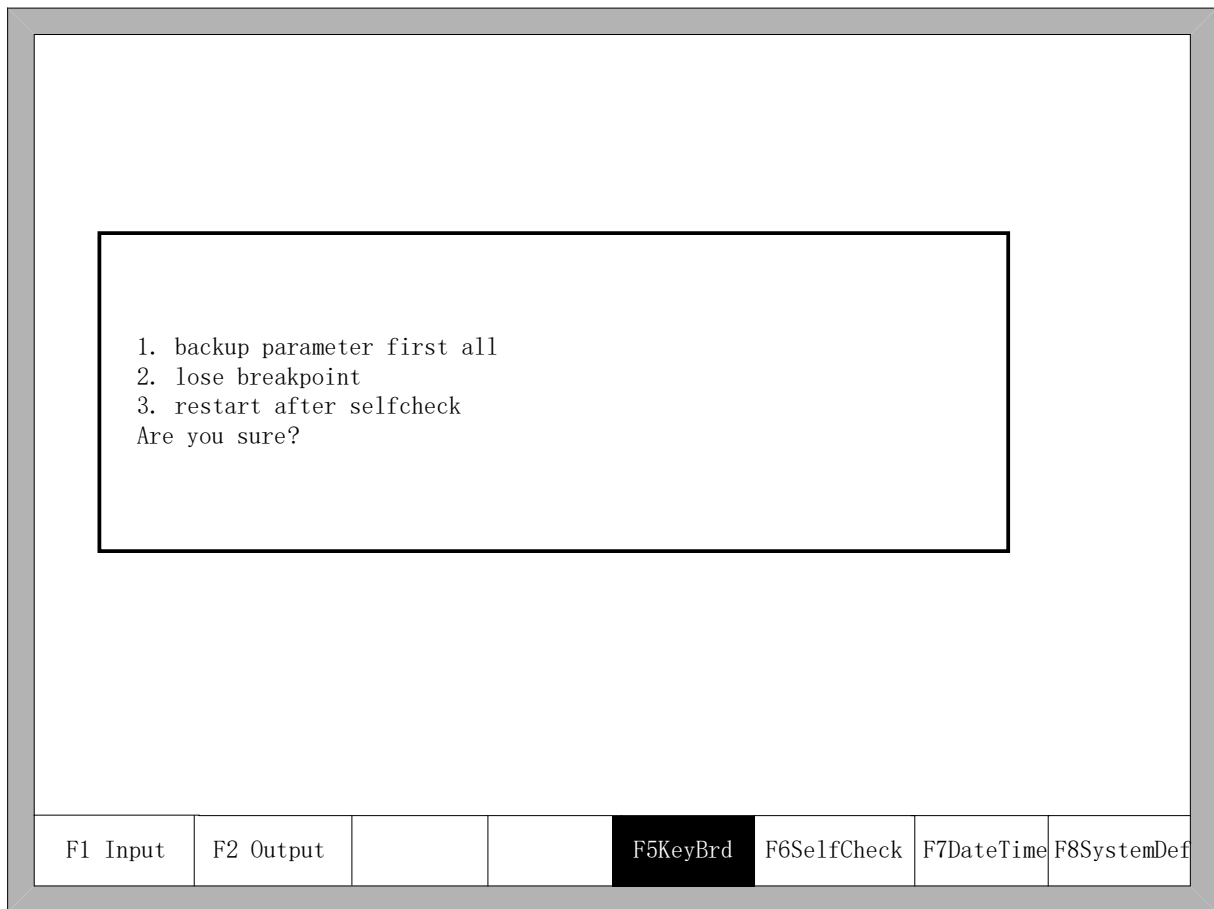 1. backup parameter first all
2. lose breakpoint
3. restart after selfcheck
Are you sure?
F1 Input F2 Output F5KeyBrd F6SelfCheck F7DateTime F8SystemDef